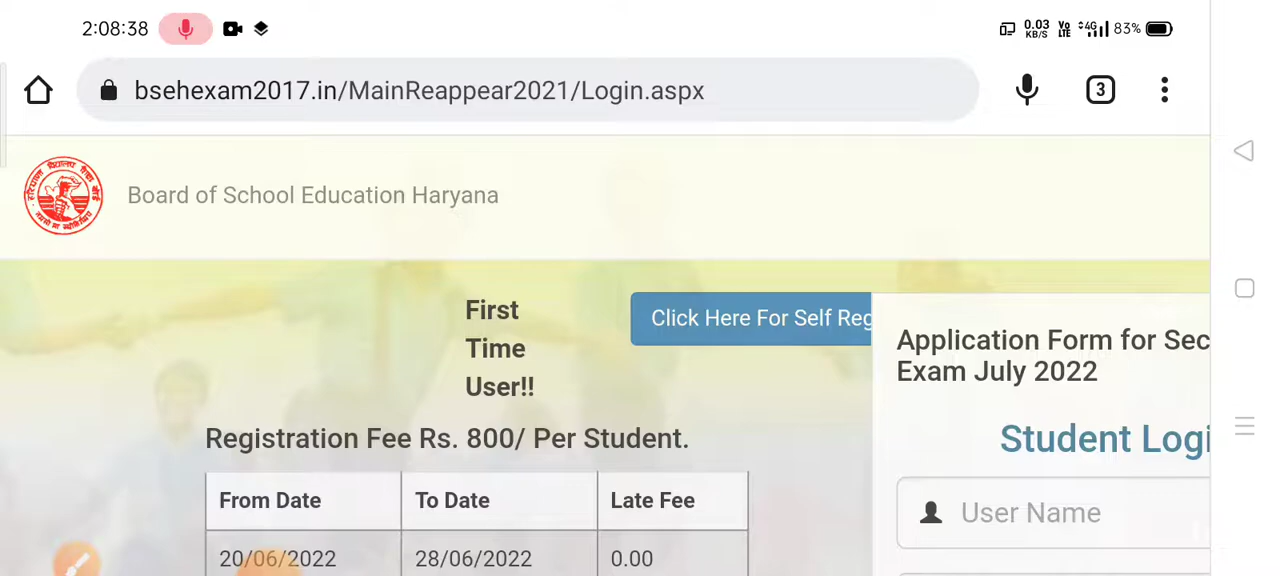 2:08:38
0.03 KB/S Vo LTE 4G 83%
bsehexam2017.in/MainReappear2021/Login.aspx
3
Board of School Education Haryana
First
Time
User!!
Click Here For Self Reg
Registration Fee Rs. 800/ Per Student.
From Date To Date Late Fee
20/06/2022 28/06/2022 0.00
Application Form for Sec
Exam July 2022
Student Logi
User Name